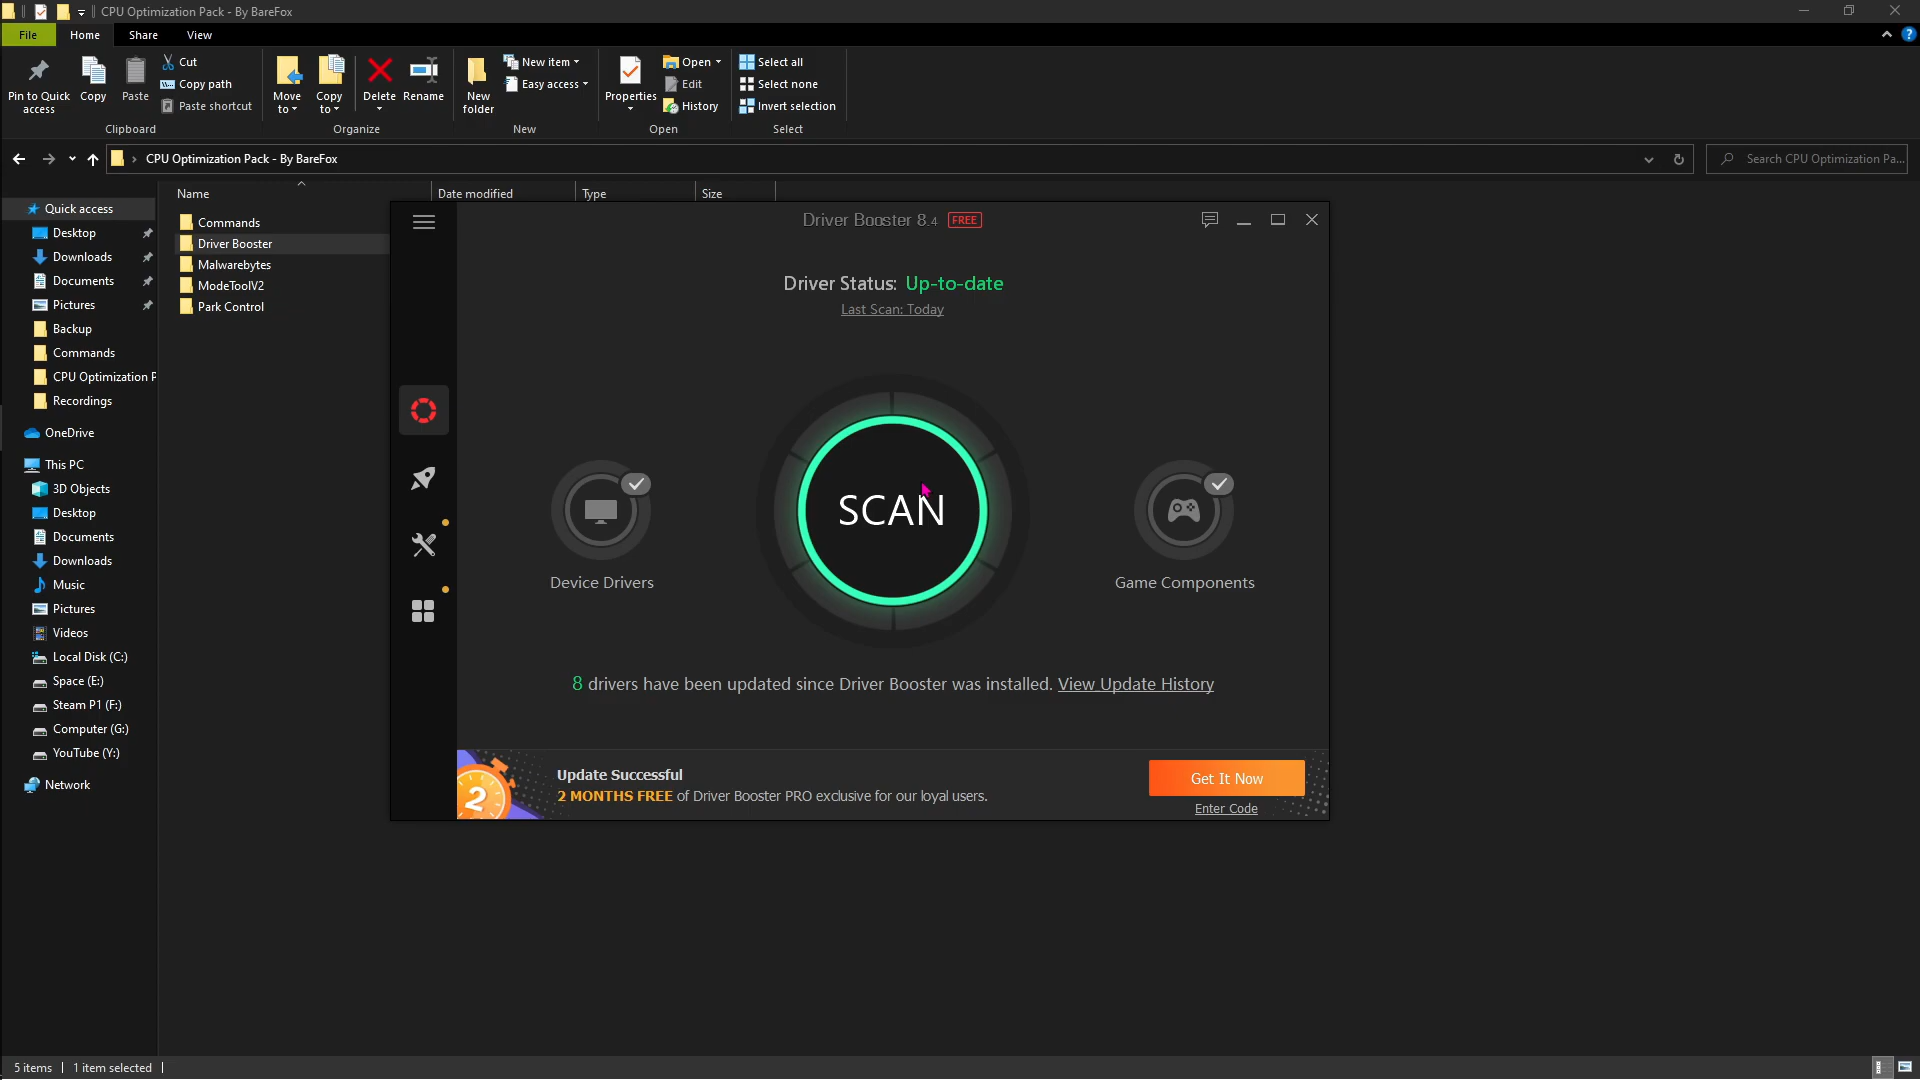 CPU Optimization Pack - By BareFox
File
Home
Share
View
Pin to Quick access
Copy
Paste
Cut
Copy path
Paste shortcut
Clipboard
Move to
Copy to
Delete
Rename
Organize
New folder
New item
Easy access
New
Properties
Open
Edit
History
Open
Select all
Select none
Invert selection
Select
CPU Optimization Pack - By BareFox
Search CPU Optimization Pa...
Name
Date modified
Type
Size
Quick access
Desktop
Downloads
Documents
Pictures
Backup
Commands
CPU Optimization P
Recordings
OneDrive
This PC
3D Objects
Desktop
Documents
Downloads
Music
Pictures
Videos
Local Disk (C:)
Space (E:)
Steam P1 (F:)
Computer (G:)
YouTube (Y:)
Network
Commands
Driver Booster
Malwarebytes
ModeToolV2
Park Control
Driver Booster 8.4 FREE
Driver Status: Up-to-date
Last Scan: Today
SCAN
Device Drivers
Game Components
8 drivers have been updated since Driver Booster was installed. View Update History
2
Update Successful
2 MONTHS FREE of Driver Booster PRO exclusive for our loyal users.
Get It Now
Enter Code
5 items
1 item selected